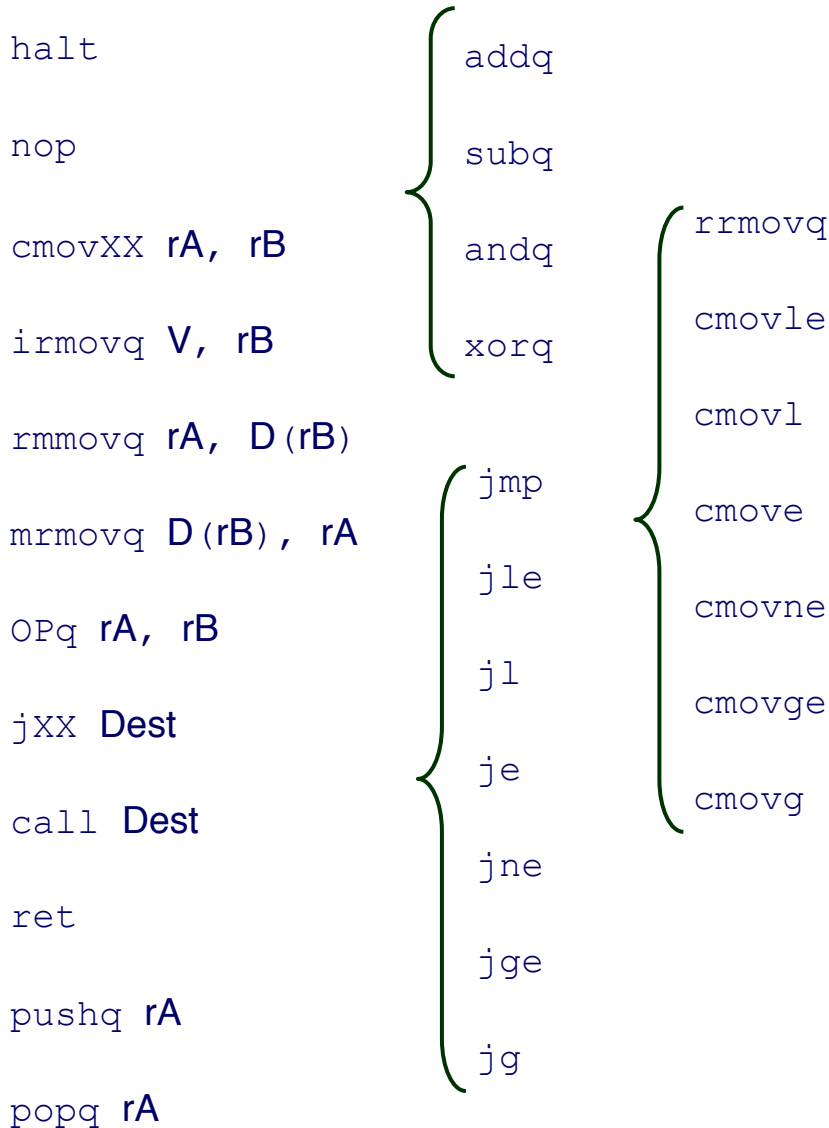 halt
nop
cmovXX rA, rB
irmovq V, rB
rmmovq rA, D(rB)
mrmovq D(rB), rA
OPq rA, rB
jXX Dest
call Dest
ret
pushq rA
popq rA
addq
subq
andq
xorq
jmp
jle
jl
je
jne
jge
jg
rrmovq
cmovle
cmovl
cmove
cmovne
cmovge
cmovg